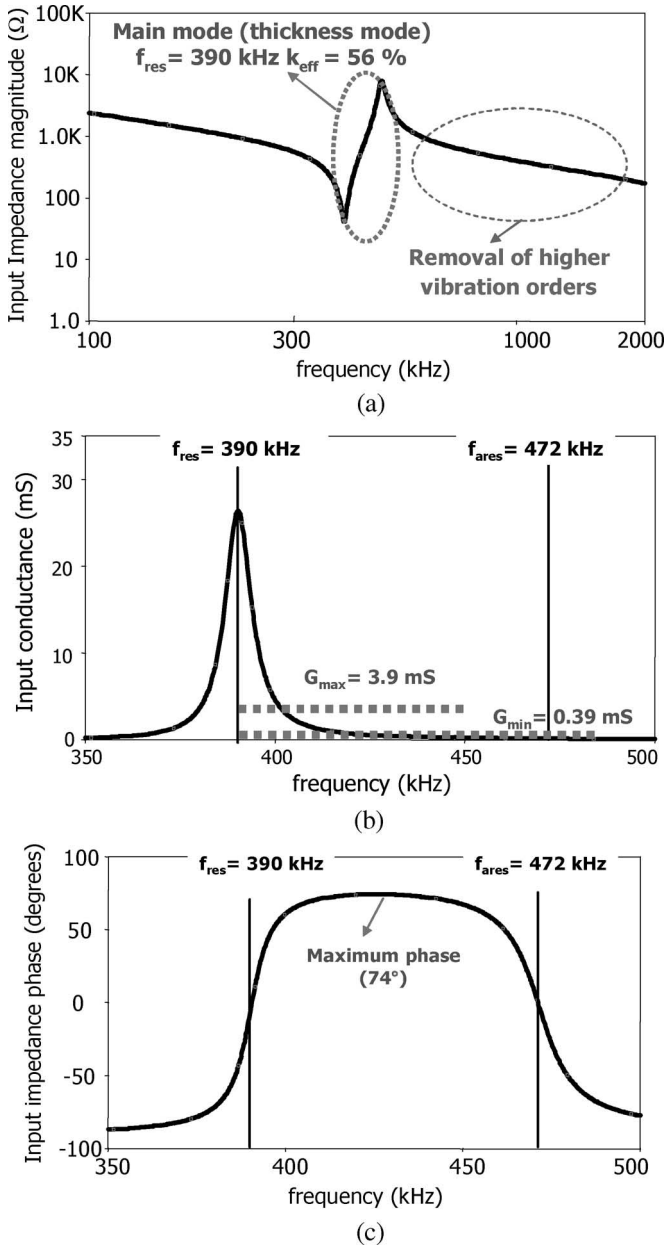 100K
Main mode (thickness mode)
fres= 390 kHz keff = 56 %
10K
1.0K
100
10
1.0
Input Impedance magnitude (Ω)
Removal of higher
vibration orders
100 300 1000 2000
frequency (kHz)
(a)
35
fres= 390 kHz fares= 472 kHz
30
20
10
0
Input conductance (mS)
Gmax= 3.9 mS
Gmin= 0.39 mS
350 400 450 500
frequency (kHz)
(b)
100
fres= 390 kHz fares= 472 kHz
50
0
-50
-100
Input impedance phase (degrees)
Maximum phase
(74°)
350 400 450 500
frequency (kHz)
(c)